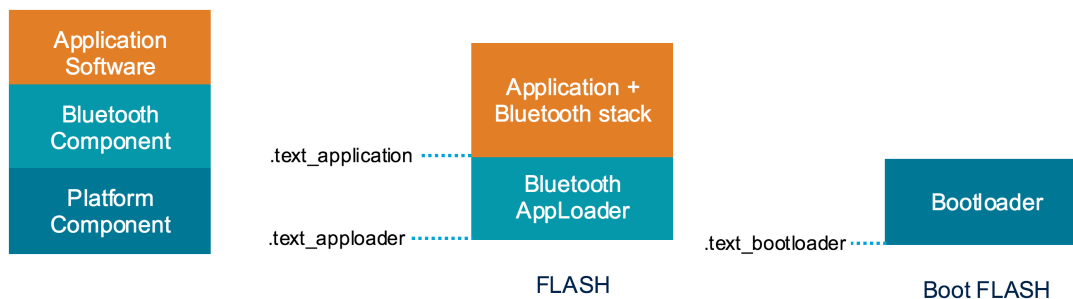 Application
Software
Bluetooth
Component
Platform
Component
Application +
Bluetooth stack
.text_application
Bluetooth
AppLoader
.text_apploader
FLASH
Bootloader
.text_bootloader
Boot FLASH